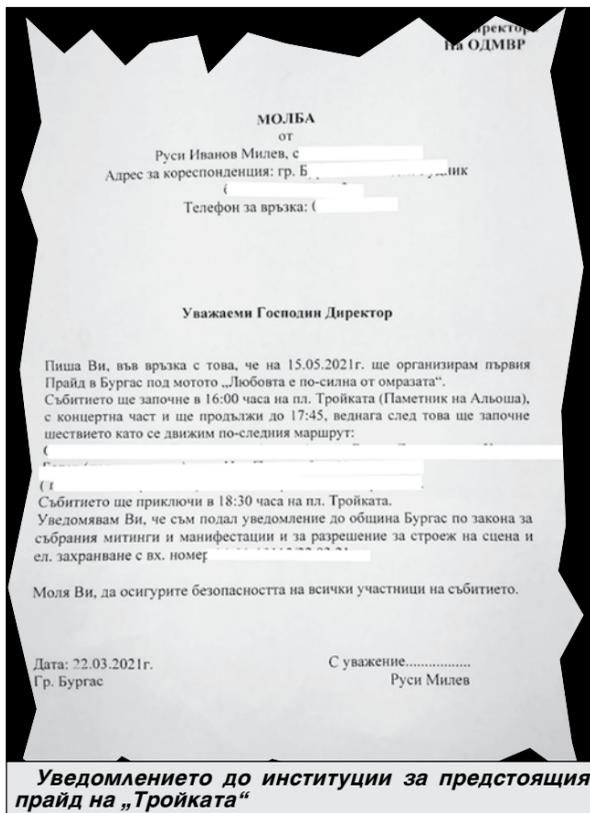 на ОДМВР
МОЛБА
от
Руси Иванов Милев, с
Адрес за кореспонденция: гр. Б
Телефон за връзка: (
Уважаеми Господин Директор
Пиша Ви, във връзка с това, че на 15.05.2021г. ще организирам първия
Прайд в Бургас под мотото „Любовта е по-силна от омразата“.
Събитието ще започне в 16:00 часа на пл. Тройката (Паметник на Альоша),
с концертна част и ще продължи до 17:45, веднага след това ще започне
шествието като се движим по-следния маршрут:
Събитието ще приключи в 18:30 часа на пл. Тройката.
Уведомявам Ви, че съм подал уведомление до община Бургас по закона за
събрания митинги и манифестации и за разрешение за строеж на сцена и
ел. захранване с вх. номер
Моля Ви, да осигурите безопасността на всички участници на събитието.
Дата: 22.03.2021г. С уважение.................
Гр. Бургас Руси Милев
Уведомлението до институции за предстоящия
прайд на „Тройката“